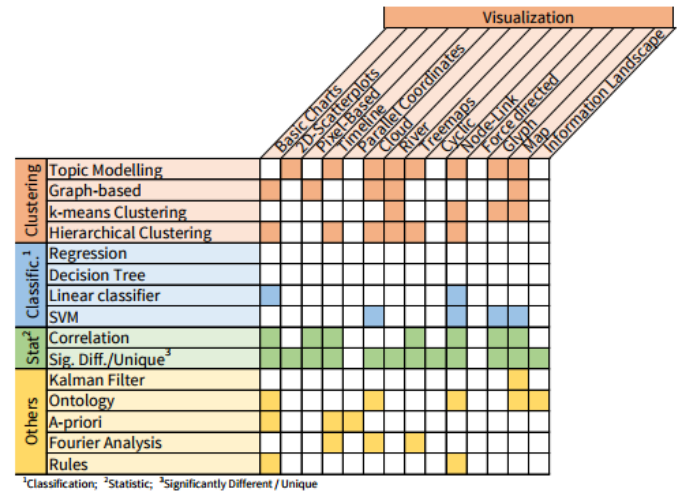 Visualization
Basic Charts
2D-Scatterplots
Pixel-Based
Timeline
Parallel Coordinates
Cloud
River
Treemaps
Cyclic
Node-Link
Force directed
Glyph
Map
Information Landscape
Clustering
Topic Modelling
Graph-based
k-means Clustering
Hierarchical Clustering
Classific.¹
Regression
Decision Tree
Linear classifier
SVM
Stat²
Correlation
Sig. Diff./Unique³
Others
Kalman Filter
Ontology
A-priori
Fourier Analysis
Rules
¹Classification; ²Statistic; ³Significantly Different / Unique